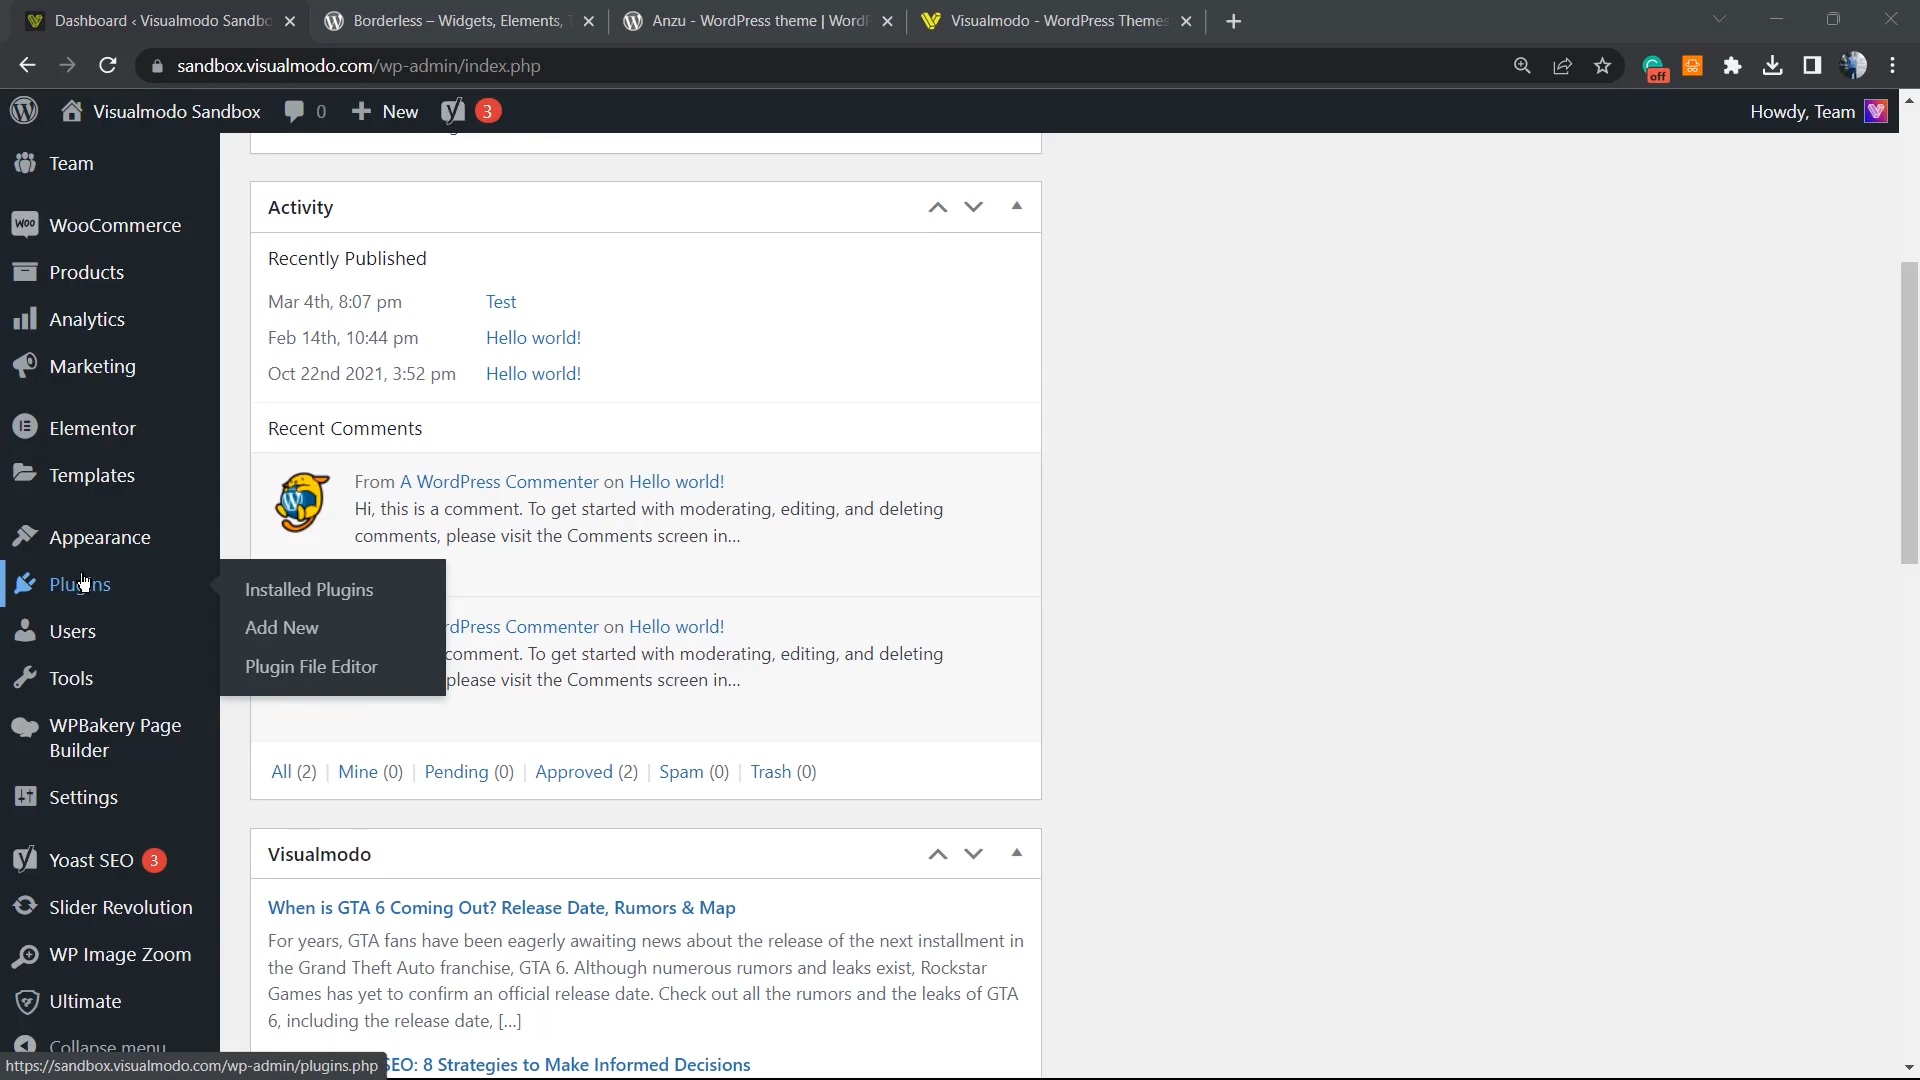 Dashboard ‹ Visualmodo Sandbo
Borderless – Widgets, Elements,
Anzu - WordPress theme | Word
Visualmodo - WordPress Themes
sandbox.visualmodo.com/wp-admin/index.php
off
Visualmodo Sandbox
0
New
3
Howdy, Team
Team
WooCommerce
Products
Analytics
Marketing
Elementor
Templates
Appearance
Plugins
Installed Plugins
Add New
Plugin File Editor
Users
Tools
WPBakery Page
Builder
Settings
Yoast SEO 3
Slider Revolution
WP Image Zoom
Ultimate
Collapse menu
https://sandbox.visualmodo.com/wp-admin/plugins.php
Activity
Recently Published
Mar 4th, 8:07 pm Test
Feb 14th, 10:44 pm Hello world!
Oct 22nd 2021, 3:52 pm Hello world!
Recent Comments
From A WordPress Commenter on Hello world!
Hi, this is a comment. To get started with moderating, editing, and deleting
comments, please visit the Comments screen in...
rdPress Commenter on Hello world!
comment. To get started with moderating, editing, and deleting
please visit the Comments screen in...
All (2) | Mine (0) | Pending (0) | Approved (2) | Spam (0) | Trash (0)
Visualmodo
When is GTA 6 Coming Out? Release Date, Rumors & Map
For years, GTA fans have been eagerly awaiting news about the release of the next installment in
the Grand Theft Auto franchise, GTA 6. Although numerous rumors and leaks exist, Rockstar
Games has yet to confirm an official release date. Check out all the rumors and the leaks of GTA
6, including the release date, […]
SEO: 8 Strategies to Make Informed Decisions